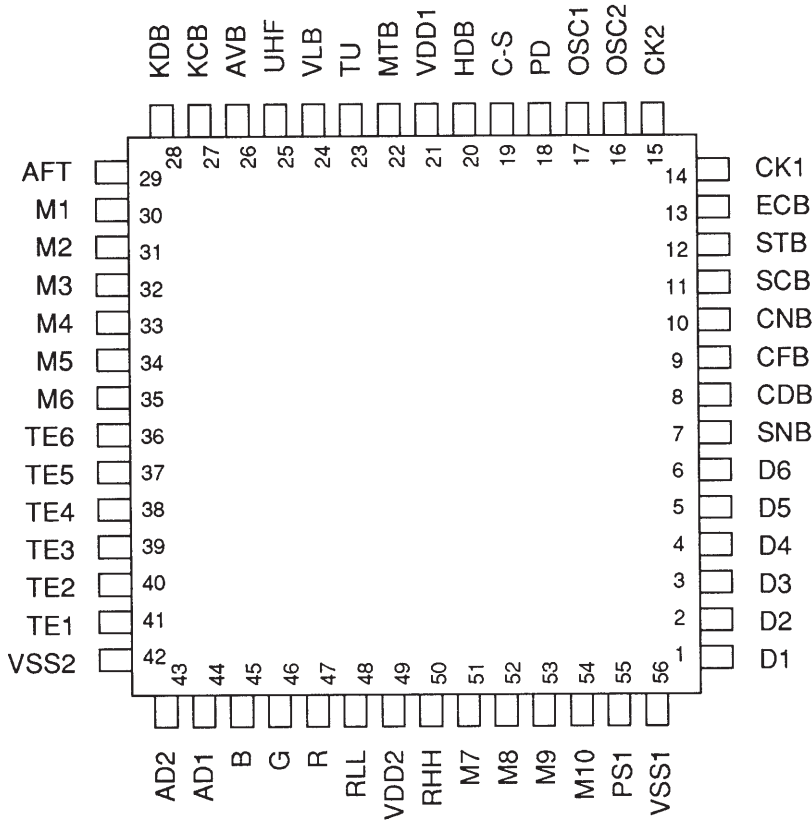 KDB KCB AVB UHF VLB TU MTB VDD1 HDB C-S PD OSC1 OSC2 CK2
28 27 26 25 24 23 22 21 20 19 18 17 16 15
AFT 29 14 CK1
M1 30 13 ECB
M2 31 12 STB
M3 32 11 SCB
M4 33 10 CNB
M5 34 9 CFB
M6 35 8 CDB
TE6 36 7 SNB
TE5 37 6 D6
TE4 38 5 D5
TE3 39 4 D4
TE2 40 3 D3
TE1 41 2 D2
VSS2 42 1 D1
43 44 45 46 47 48 49 50 51 52 53 54 55 56
AD2 AD1 B G R RLL VDD2 RHH M7 M8 M9 M10 PS1 VSS1